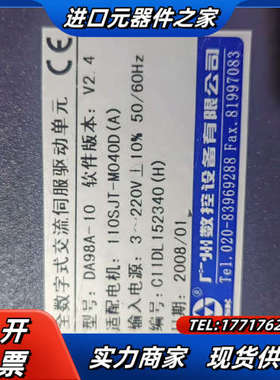 进口元器件之家
CE
全数字式交流伺服驱动单元
型号: DA98A-10 软件版本: V2.4
适配电机: 110SJT-M040D(A)
输入电源: 3~220V±10% 50/60Hz
编号: C11DL152340(H)
日期: 2008/01
广州数控设备有限公司
Tel.020-83969288 Fax.81997083
开票
实惠
TEL:1771762
主营商家 现货供